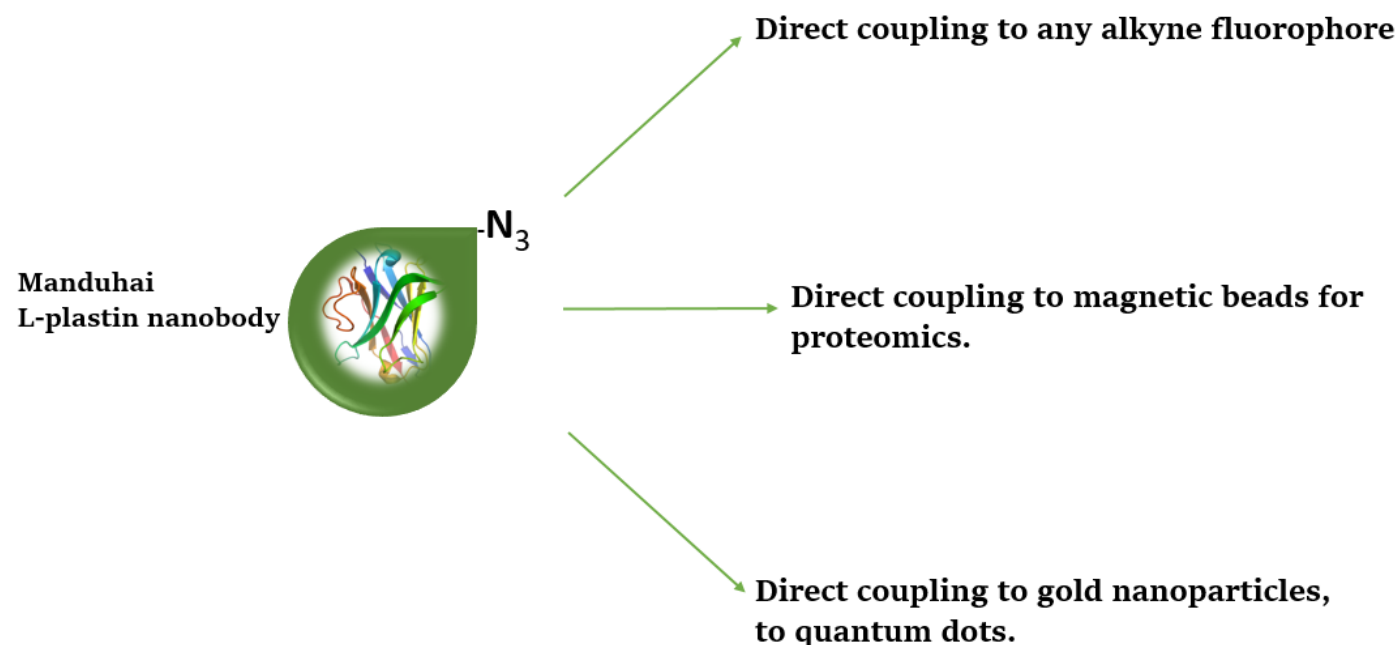 Direct coupling to any alkyne fluorophore
-N₃
Manduhai
L-plastin nanobody
Direct coupling to magnetic beads for
proteomics.
Direct coupling to gold nanoparticles,
to quantum dots.